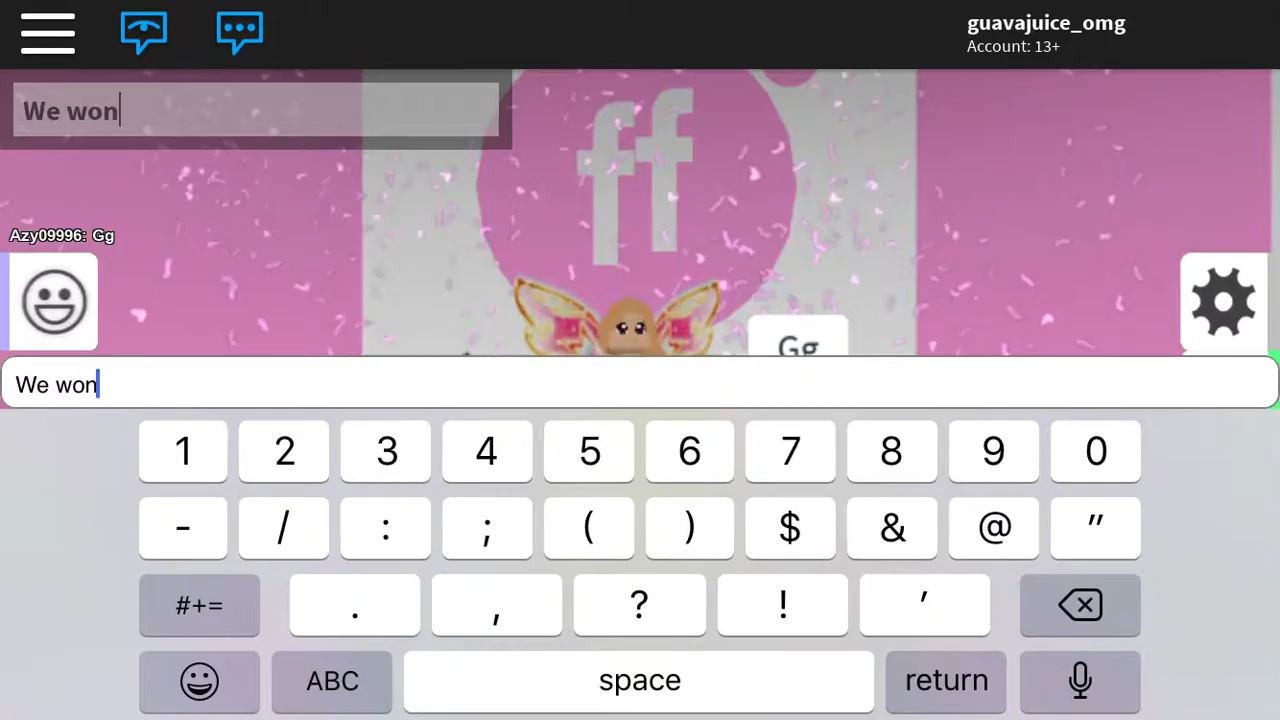 guavajuice_omg
Account: 13+
We won
ff
Azy09996: Gg
Gg
We won
1 2 3 4 5 6 7 8 9 0
- / : ; ( ) $ & @ "
#+= . , ? ! '
ABC space return